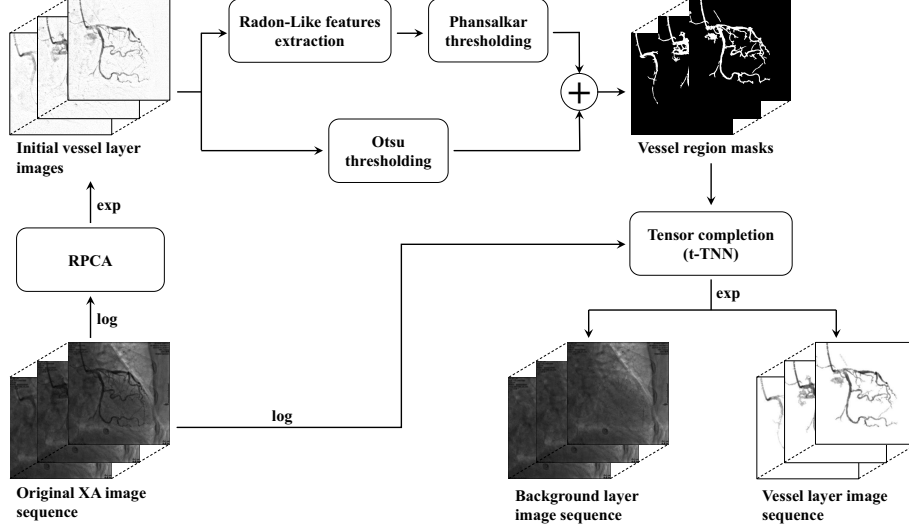 Radon-Like features
extraction
Phansalkar
thresholding
Otsu
thresholding
Initial vessel layer
images
Vessel region masks
exp
RPCA
log
Tensor completion
(t-TNN)
exp
log
Original XA image
sequence
Background layer
image sequence
Vessel layer image
sequence